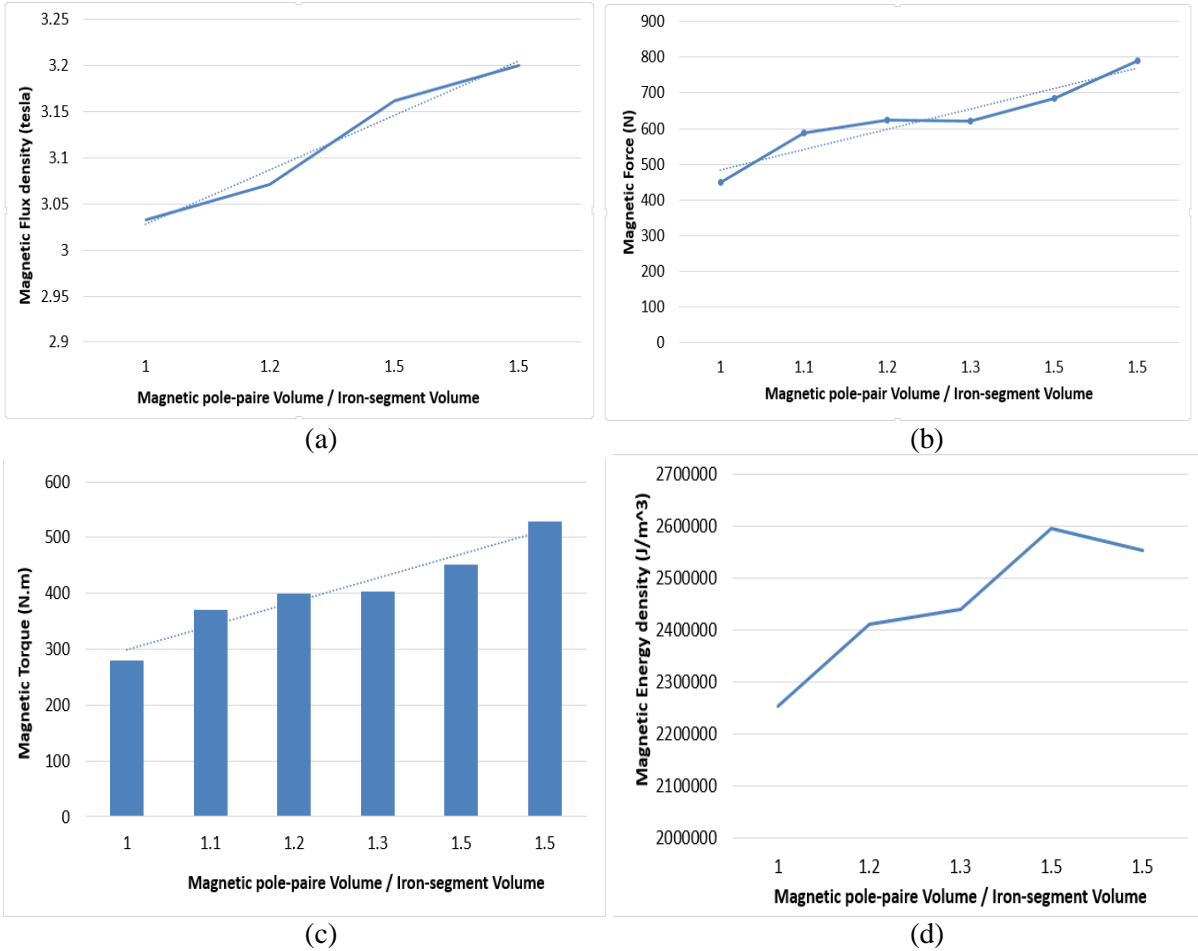 3.25
3.2
3.15
3.1
3.05
3
2.95
2.9
Magnetic Flux density (tesla)
1 1.2 1.5 1.5
Magnetic pole-paire Volume / Iron-segment Volume
(a)
900
800
700
600
500
400
300
200
100
0
Magnetic Force (N)
1 1.1 1.2 1.3 1.5 1.5
Magnetic pole-pair Volume / Iron-segment Volume
(b)
600
500
400
300
200
100
0
Magnetic Torque (N.m)
1 1.1 1.2 1.3 1.5 1.5
Magnetic pole-paire Volume / Iron-segment Volume
(c)
2700000
2600000
2500000
2400000
2300000
2200000
2100000
2000000
Magnetic Energy density (J/m^3)
1 1.2 1.3 1.5 1.5
Magnetic pole-paire Volume / Iron-segment Volume
(d)